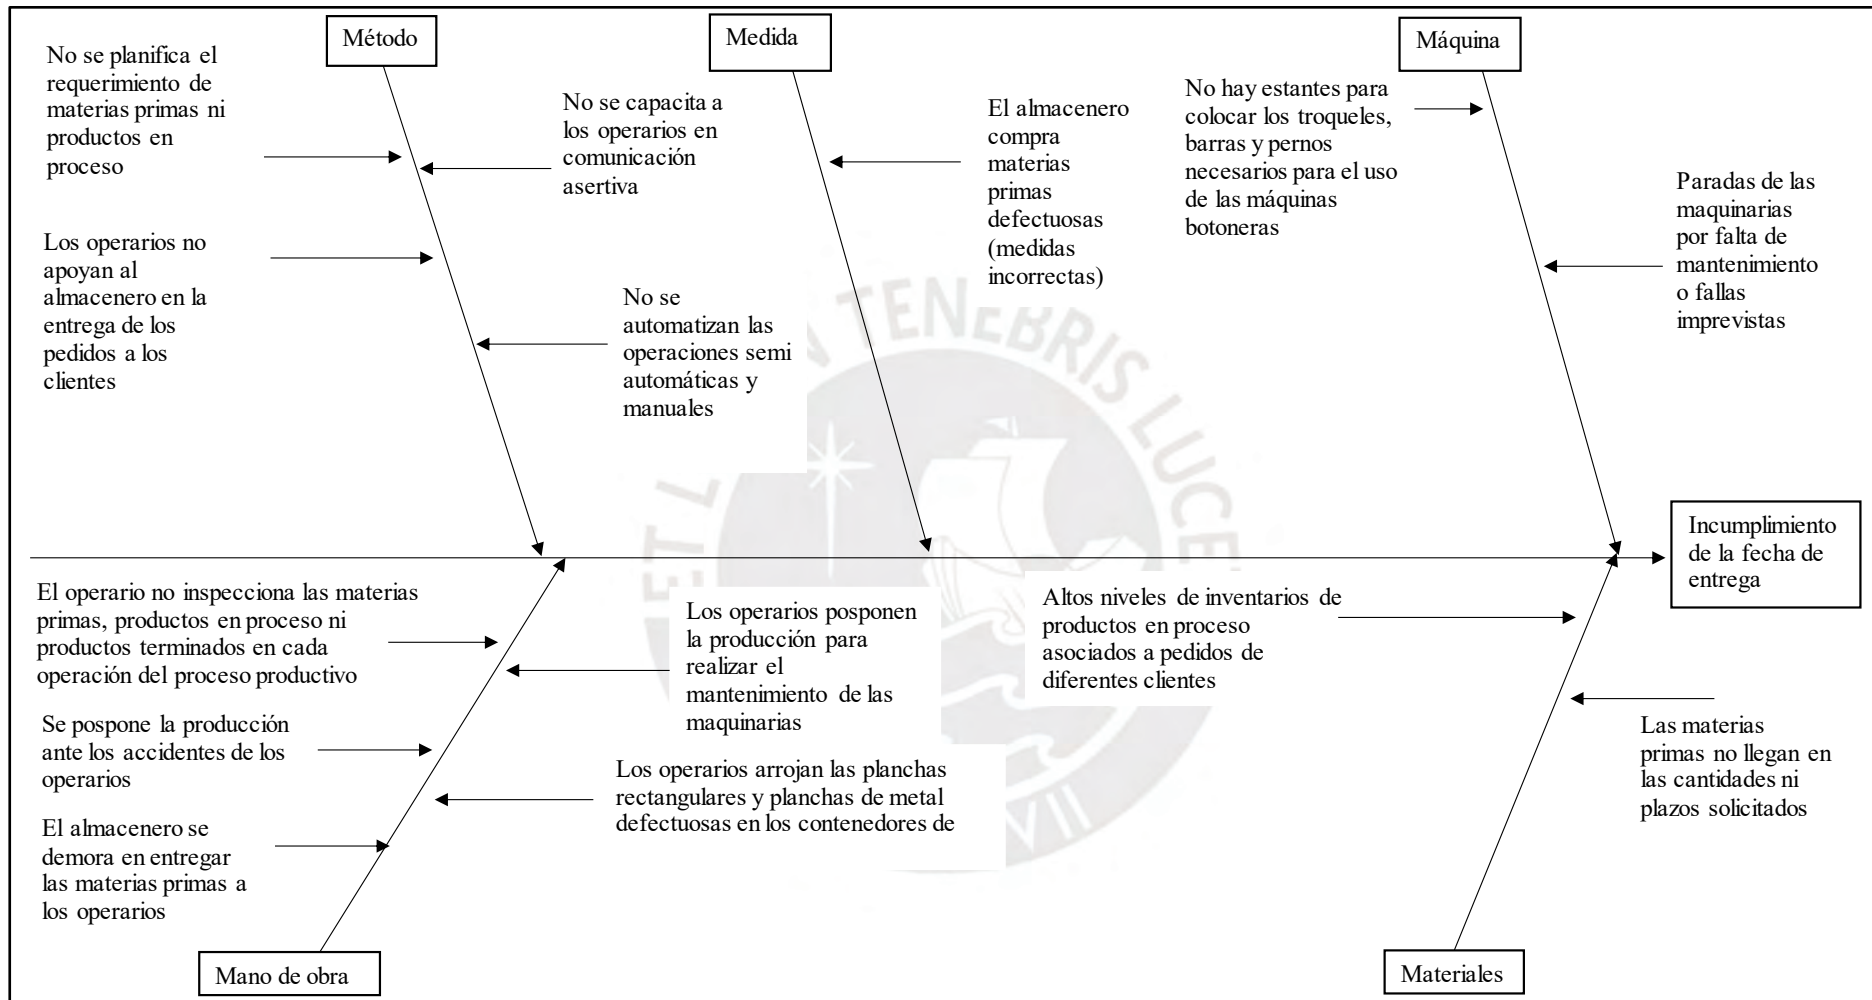 Método
Medida
Máquina
No se planifica el
requerimiento de
materias primas ni
productos en
proceso
No se capacita a
los operarios en
comunicación
asertiva
El almacenero
compra
materias
primas
defectuosas
(medidas
incorrectas)
No hay estantes para
colocar los troqueles,
barras y pernos
necesarios para el uso
de las máquinas
botoneras
Paradas de las
maquinarias
por falta de
mantenimiento
o fallas
imprevistas
Los operarios no
apoyan al
almacenero en la
entrega de los
pedidos a los
clientes
No se
automatizan las
operaciones semi
automáticas y
manuales
Incumplimiento
de la fecha de
entrega
El operario no inspecciona las materias
primas, productos en proceso ni
productos terminados en cada
operación del proceso productivo
Los operarios posponen
la producción para
realizar el
mantenimiento de las
maquinarias
Altos niveles de inventarios de
productos en proceso
asociados a pedidos de
diferentes clientes
Se pospone la producción
ante los accidentes de los
operarios
Los operarios arrojan las planchas
rectangulares y planchas de metal
defectuosas en los contenedores de
Las materias
primas no llegan en
las cantidades ni
plazos solicitados
El almacenero se
demora en entregar
las materias primas a
los operarios
Mano de obra
Materiales
ET L
N TENEBRIS LUCE
VII